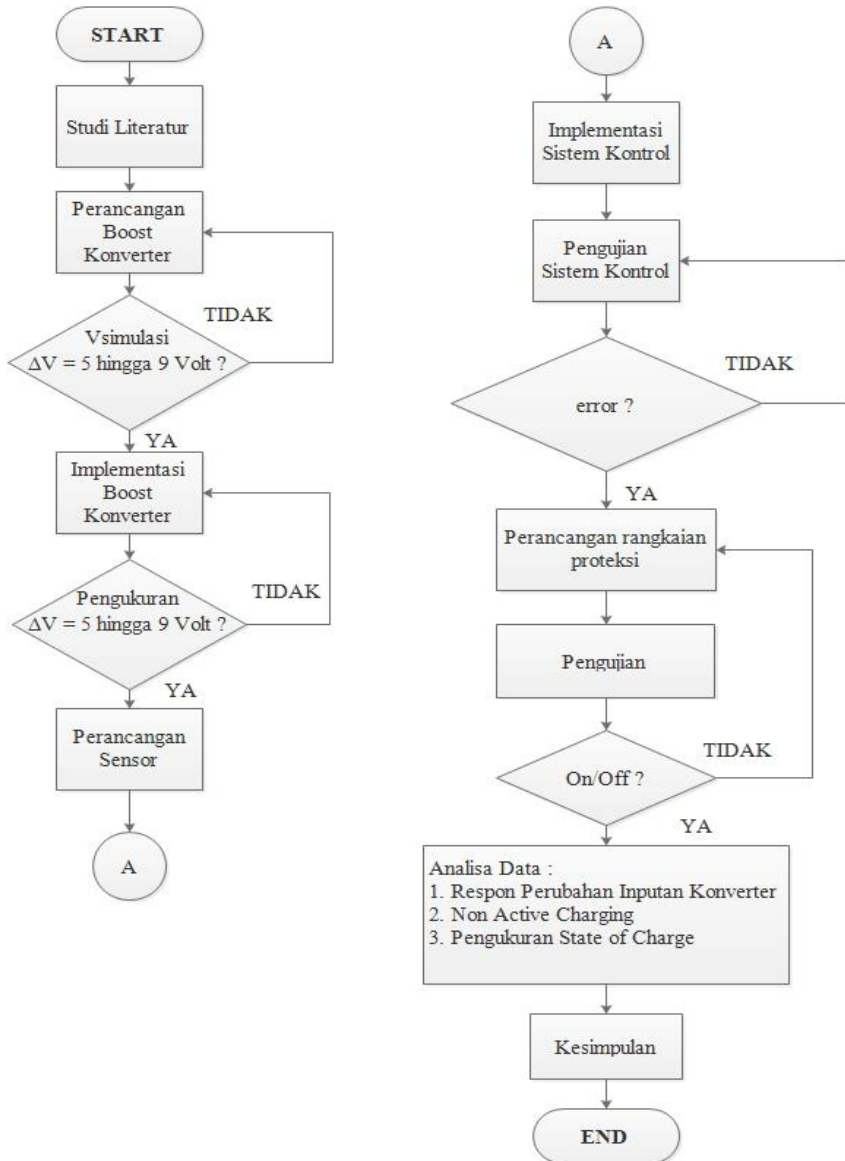 START
Studi Literatur
Perancangan
Boost
Konverter
TIDAK
Vsimulasi
ΔV = 5 hingga 9 Volt ?
YA
Implementasi
Boost
Konverter
Pengukuran
ΔV = 5 hingga 9 Volt ?
TIDAK
YA
Perancangan
Sensor
A
A
Implementasi
Sistem Kontrol
Pengujian
Sistem Kontrol
TIDAK
error ?
YA
Perancangan rangkaian
proteksi
Pengujian
TIDAK
On/Off ?
YA
Analisa Data :
1. Respon Perubahan Inputan Konverter
2. Non Active Charging
3. Pengukuran State of Charge
Kesimpulan
END